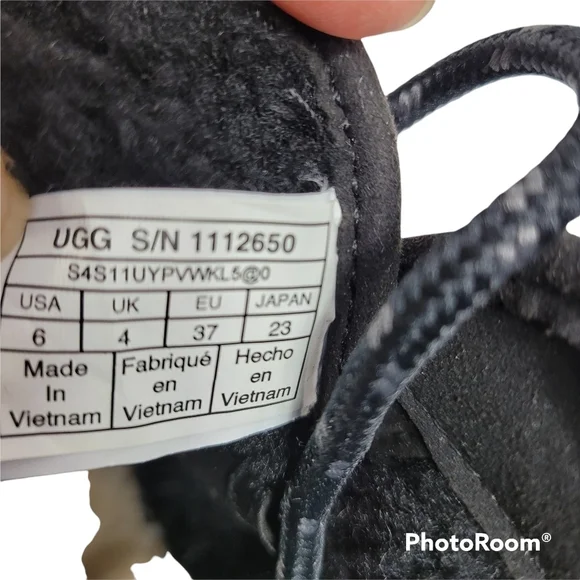 UGG S/N 1112650
S4S11UYPVWKL5@0
USA UK EU JAPAN
6 4 37 23
Made In Vietnam
Fabriqué en Vietnam
Hecho en Vietnam
PhotoRoom®